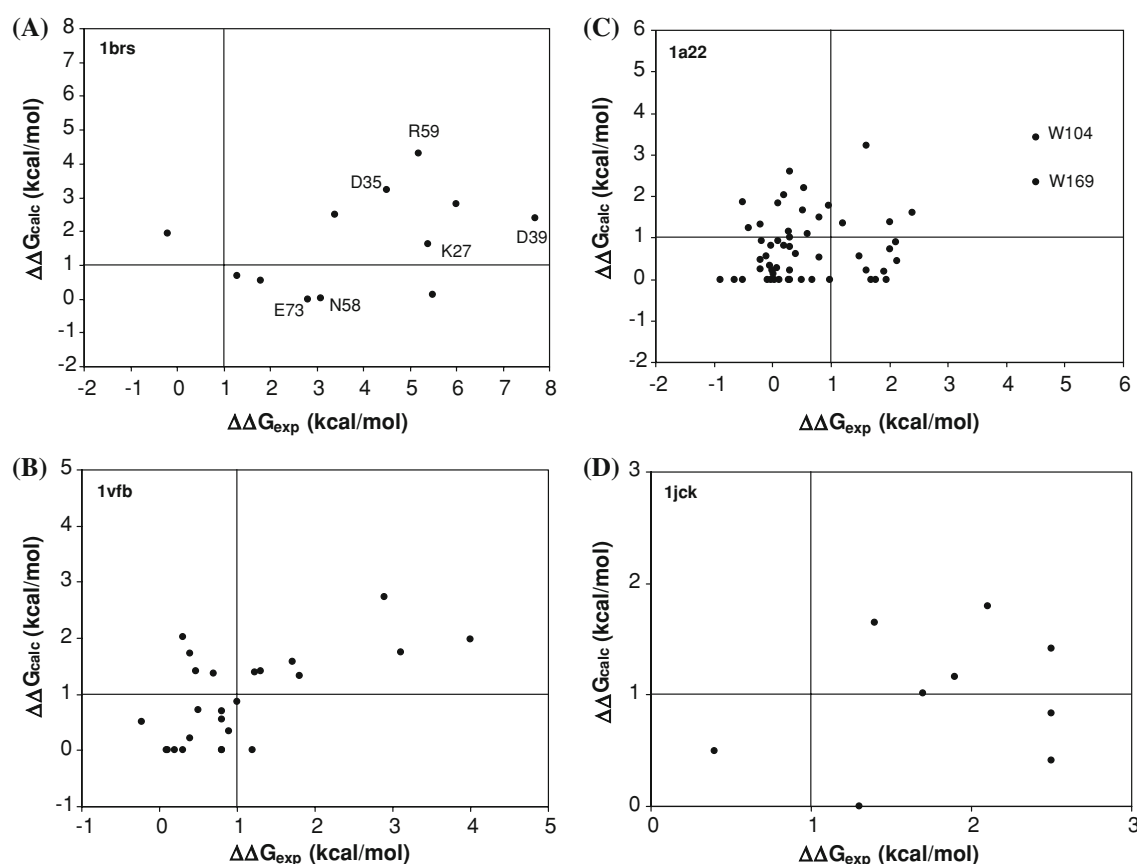 (A)
1brs
8
7
6
5
4
3
2
1
0
-1
-2
-2 -1 0 1 2 3 4 5 6 7 8
R59
D35
K27
D39
E73
N58
ΔΔGcalc (kcal/mol)
ΔΔGexp (kcal/mol)
(C)
1a22
6
5
4
3
2
1
0
-1
-2
-2 -1 0 1 2 3 4 5 6
W104
W169
ΔΔGcalc (kcal/mol)
ΔΔGexp (kcal/mol)
(B)
1vfb
5
4
3
2
1
0
-1
-1 0 1 2 3 4 5
ΔΔGcalc (kcal/mol)
ΔΔGexp (kcal/mol)
(D)
1jck
3
2
1
0
0 1 2 3
ΔΔGcalc (kcal/mol)
ΔΔGexp (kcal/mol)